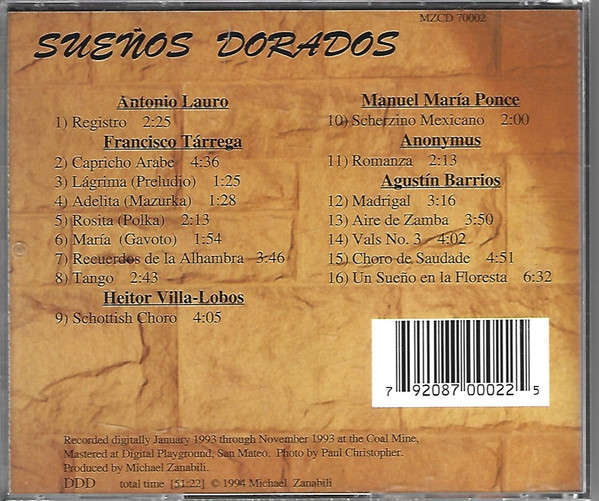 MZCD 70002
SUEÑOS DORADOS
Antonio Lauro
1) Registro 2:25
Francisco Tárrega
2) Capricho Arabe 4:36
3) Lágrima (Preludio) 1:25
4) Adelita (Mazurka) 1:28
5) Rosita (Polka) 2:13
6) María (Gavoto) 1:54
7) Recuerdos de la Alhambra 3:46
8) Tango 2:43
Heitor Villa-Lobos
9) Schottish Choro 4:05
Manuel María Ponce
10) Scherzino Mexicano 2:00
Anonymus
11) Romanza 2:13
Agustín Barrios
12) Madrigal 3:16
13) Aire de Zamba 3:50
14) Vals No. 3 4:02
15) Choro de Saudade 4:51
16) Un Sueño en la Floresta 6:32
7 92087 00022 5
Recorded digitally January 1993 through November 1993 at the Coal Mine,
Mastered at Digital Playground, San Mateo. Photo by Paul Christopher.
Produced by Michael Zanabili.
DDD total time [51:22] © 1994 Michael Zanabili